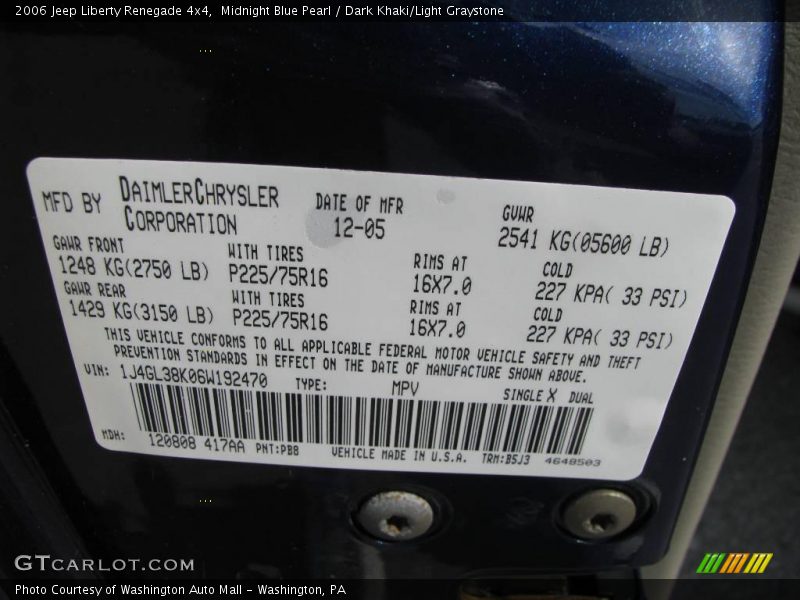 2006 Jeep Liberty Renegade 4x4, Midnight Blue Pearl / Dark Khaki/Light Graystone
MFD BY DAIMLERCHRYSLER CORPORATION
DATE OF MFR 12-05
GVWR 2541 KG(05600 LB)
GAWR FRONT
1248 KG(2750 LB)
WITH TIRES
P225/75R16
RIMS AT
16X7.0
COLD
227 KPA( 33 PSI)
GAWR REAR
1429 KG(3150 LB)
WITH TIRES
P225/75R16
RIMS AT
16X7.0
COLD
227 KPA( 33 PSI)
THIS VEHICLE CONFORMS TO ALL APPLICABLE FEDERAL MOTOR VEHICLE SAFETY AND THEFT
PREVENTION STANDARDS IN EFFECT ON THE DATE OF MANUFACTURE SHOWN ABOVE.
VIN: 1J4GL38K06W192470 TYPE: MPV SINGLE X DUAL
MDH: 120808 417AA PNT:PBB VEHICLE MADE IN U.S.A. TRM:BSJ3 4648503
GTCARLOT.COM
Photo Courtesy of Washington Auto Mall - Washington, PA